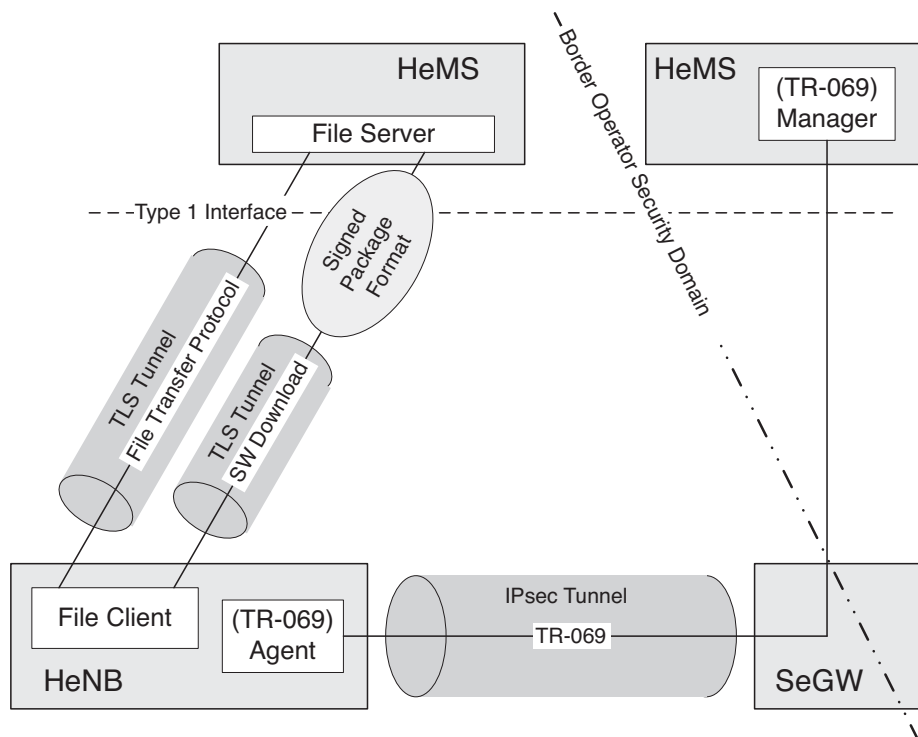 HeMS
File Server
Border Operator Security Domain
HeMS
(TR-069)
Manager
Type 1 Interface
Signed
Package
Format
TLS Tunnel
File Transfer Protocol
TLS Tunnel
SW Download
File Client
(TR-069)
Agent
HeNB
IPsec Tunnel
TR-069
SeGW